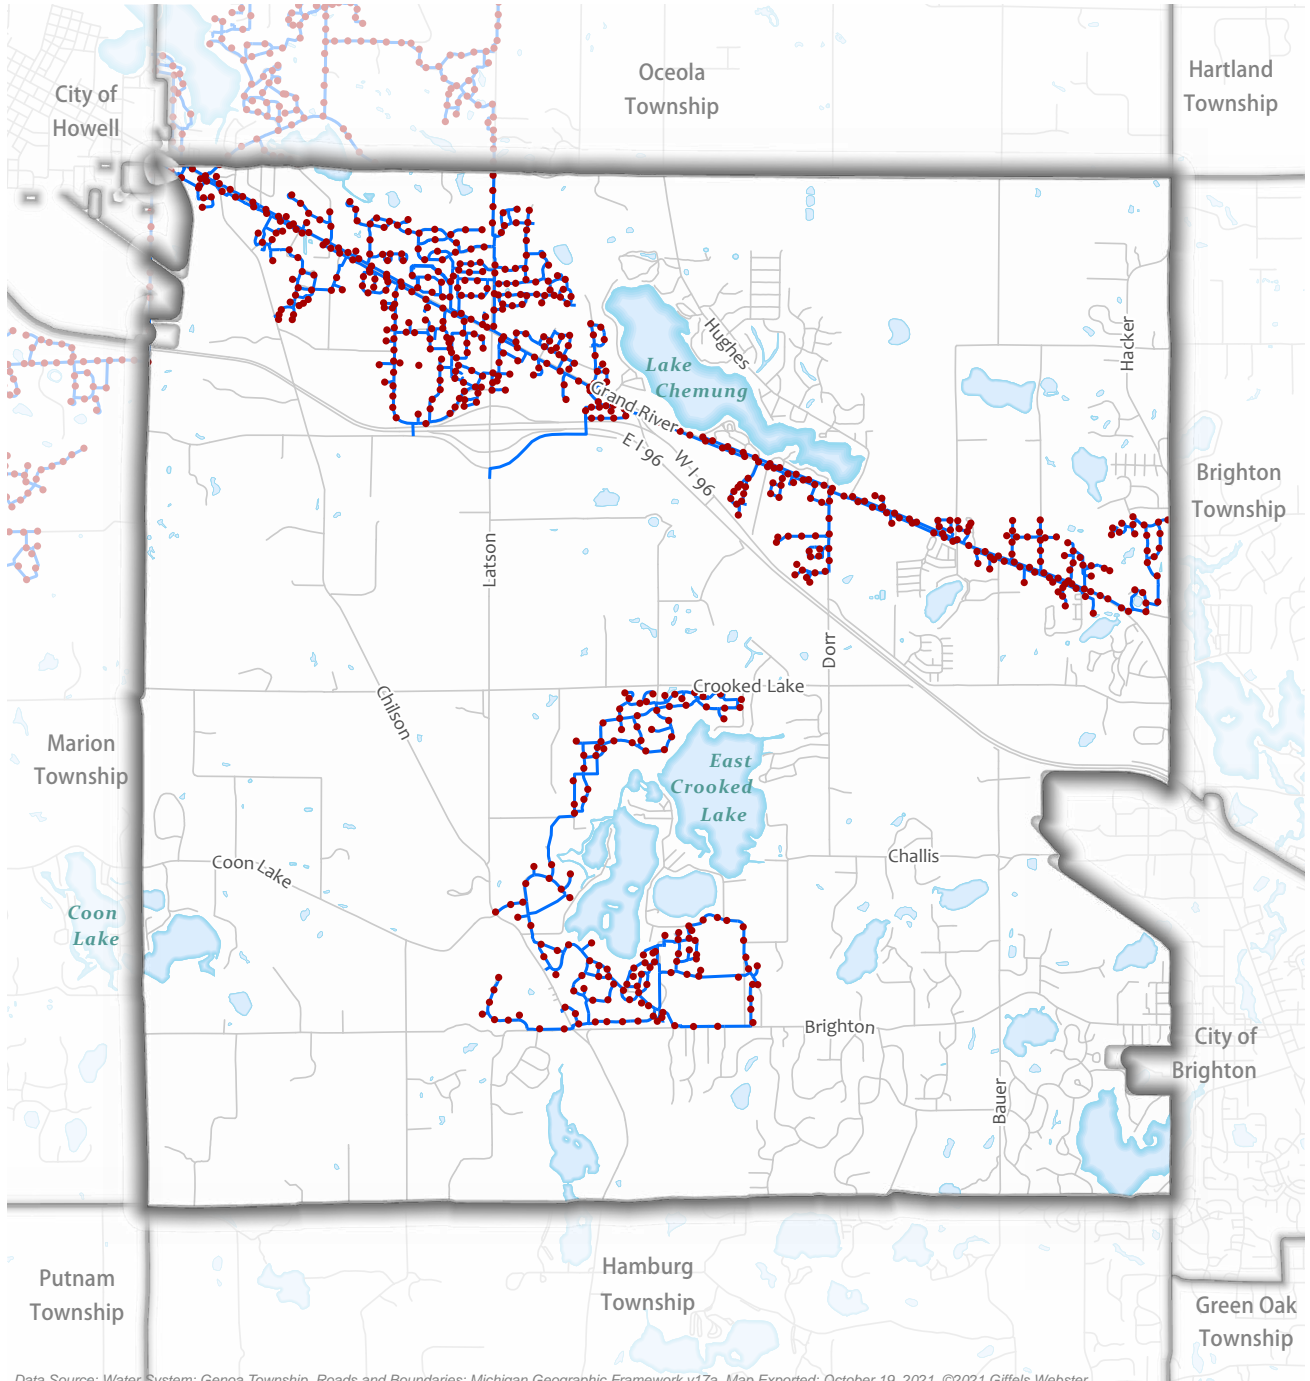 Oceola
Township
Hartland
Township
City of
Howell
Hughes
Hacker
Lake
Chemung
Grand River
E I 96
W I 96
Brighton
Township
Latson
Dorr
Crooked Lake
Chilson
Marion
Township
East
Crooked
Lake
Challis
Coon Lake
Coon
Lake
Brighton
City of
Brighton
Bauer
Hamburg
Township
Putnam
Township
Green Oak
Township
Data Source: Water System: Genoa Township. Roads and Boundaries: Michigan Geographic Framework v17a. Map Exported: October 19, 2021. ©2021 Giffels Webster